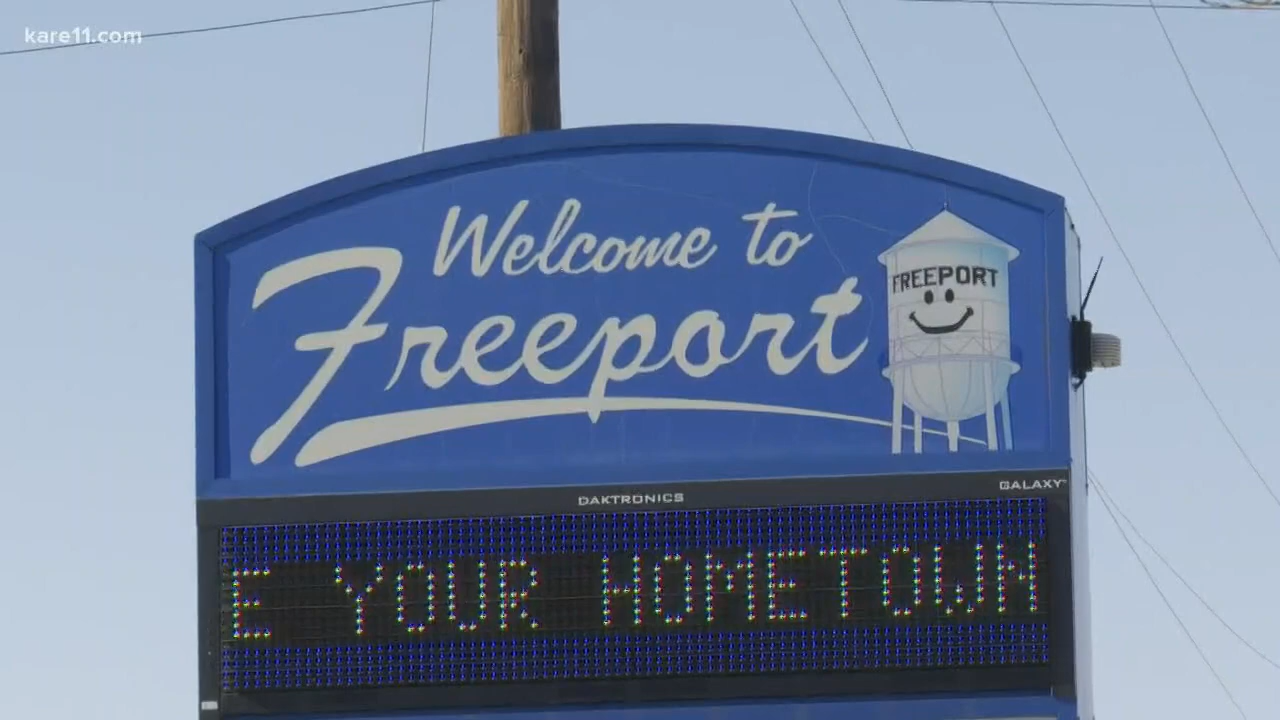 kare11.com
Welcome to
Freeport
FREEPORT
DAKTRONICS
GALAXY
E YOUR HOMETOWN